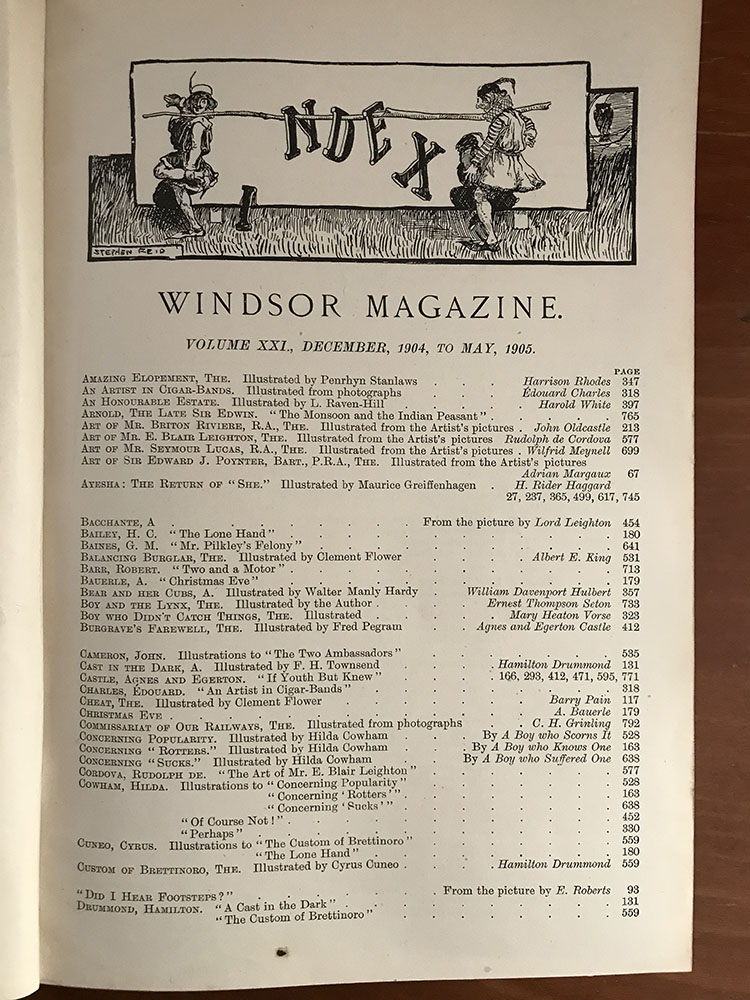 INDEX
STEPHEN REID
WINDSOR MAGAZINE.
VOLUME XXI., DECEMBER, 1904, TO MAY, 1905.
PAGE
AMAZING ELOPEMENT, THE. Illustrated by Penrhyn Stanlaws . . . Harrison Rhodes 347
AN ARTIST IN CIGAR-BANDS. Illustrated from photographs . . . Édouard Charles 318
AN HONOURABLE ESTATE. Illustrated by L. Raven-Hill . . . Harold White 397
ARNOLD, THE LATE SIR EDWIN. "The Monsoon and the Indian Peasant" . . . . 765
ART OF MR. BRITON RIVIERE, R.A., THE. Illustrated from the Artist's pictures . John Oldcastle 213
ART OF MR. E. BLAIR LEIGHTON, THE. Illustrated from the Artist's pictures Rudolph de Cordova 577
ART OF MR. SEYMOUR LUCAS, R.A., THE. Illustrated from the Artist's pictures . Wilfrid Meynell 699
ART OF SIR EDWARD J. POYNTER, BART., P.R.A., THE. Illustrated from the Artist's pictures
Adrian Margaux 67
AYESHA: THE RETURN OF "SHE." Illustrated by Maurice Greiffenhagen . H. Rider Haggard
27, 237, 365, 499, 617, 745
BACCHANTE, A . . . . . . From the picture by Lord Leighton 454
BAILEY, H. C. "The Lone Hand" . . . . . . . . . 180
BAINES, G. M. "Mr. Pilkley's Felony" . . . . . . . . 641
BALANCING BURGLAR, THE. Illustrated by Clement Flower . . . Albert E. King 531
BARR, ROBERT. "Two and a Motor" . . . . . . . . 713
BAUERLE, A. "Christmas Eve" . . . . . . . . . 179
BEAR AND HER CUBS, A. Illustrated by Walter Manly Hardy . William Davenport Hulbert 357
BOY AND THE LYNX, THE. Illustrated by the Author . . . Ernest Thompson Seton 733
BOY WHO DIDN'T CATCH THINGS, THE. Illustrated . . . Mary Heaton Vorse 323
BURGRAVE'S FAREWELL, THE. Illustrated by Fred Pegram . . Agnes and Egerton Castle 412
CAMERON, JOHN. Illustrations to "The Two Ambassadors" . . . . . . 535
CAST IN THE DARK, A. Illustrated by F. H. Townsend . . . Hamilton Drummond 131
CASTLE, AGNES AND EGERTON. "If Youth But Knew" . . . 166, 293, 412, 471, 595, 771
CHARLES, ÉDOUARD. "An Artist in Cigar-Bands" . . . . . . . 318
CHEAT, THE. Illustrated by Clement Flower . . . . . Barry Pain 117
CHRISTMAS EVE . . . . . . . . . A. Bauerle 179
COMMISSARIAT OF OUR RAILWAYS, THE. Illustrated from photographs . . C. H. Grinling 792
CONCERNING POPULARITY. Illustrated by Hilda Cowham . . By A Boy who Scorns It 528
CONCERNING "ROTTERS." Illustrated by Hilda Cowham . . By A Boy who Knows One 163
CONCERNING "SUCKS." Illustrated by Hilda Cowham . . By A Boy who Suffered One 638
CORDOVA, RUDOLPH DE. "The Art of Mr. E. Blair Leighton" . . . . . 577
COWHAM, HILDA. Illustrations to "Concerning Popularity" . . . . . . 528
"Concerning 'Rotters'" . . . . . . 163
"Concerning 'Sucks'" . . . . . . 638
"Of Course Not!" . . . . . . . . 452
"Perhaps" . . . . . . . . . 330
CUNEO, CYRUS. Illustrations to "The Custom of Brettinoro" . . . . . . 559
"The Lone Hand" . . . . . . . 180
CUSTOM OF BRETTINORO, THE. Illustrated by Cyrus Cuneo . . . Hamilton Drummond 559
"DID I HEAR FOOTSTEPS?" . . . . . . From the picture by E. Roberts 93
DRUMMOND, HAMILTON. "A Cast in the Dark" . . . . . . . 131
"The Custom of Brettinoro" . . . . . . 559